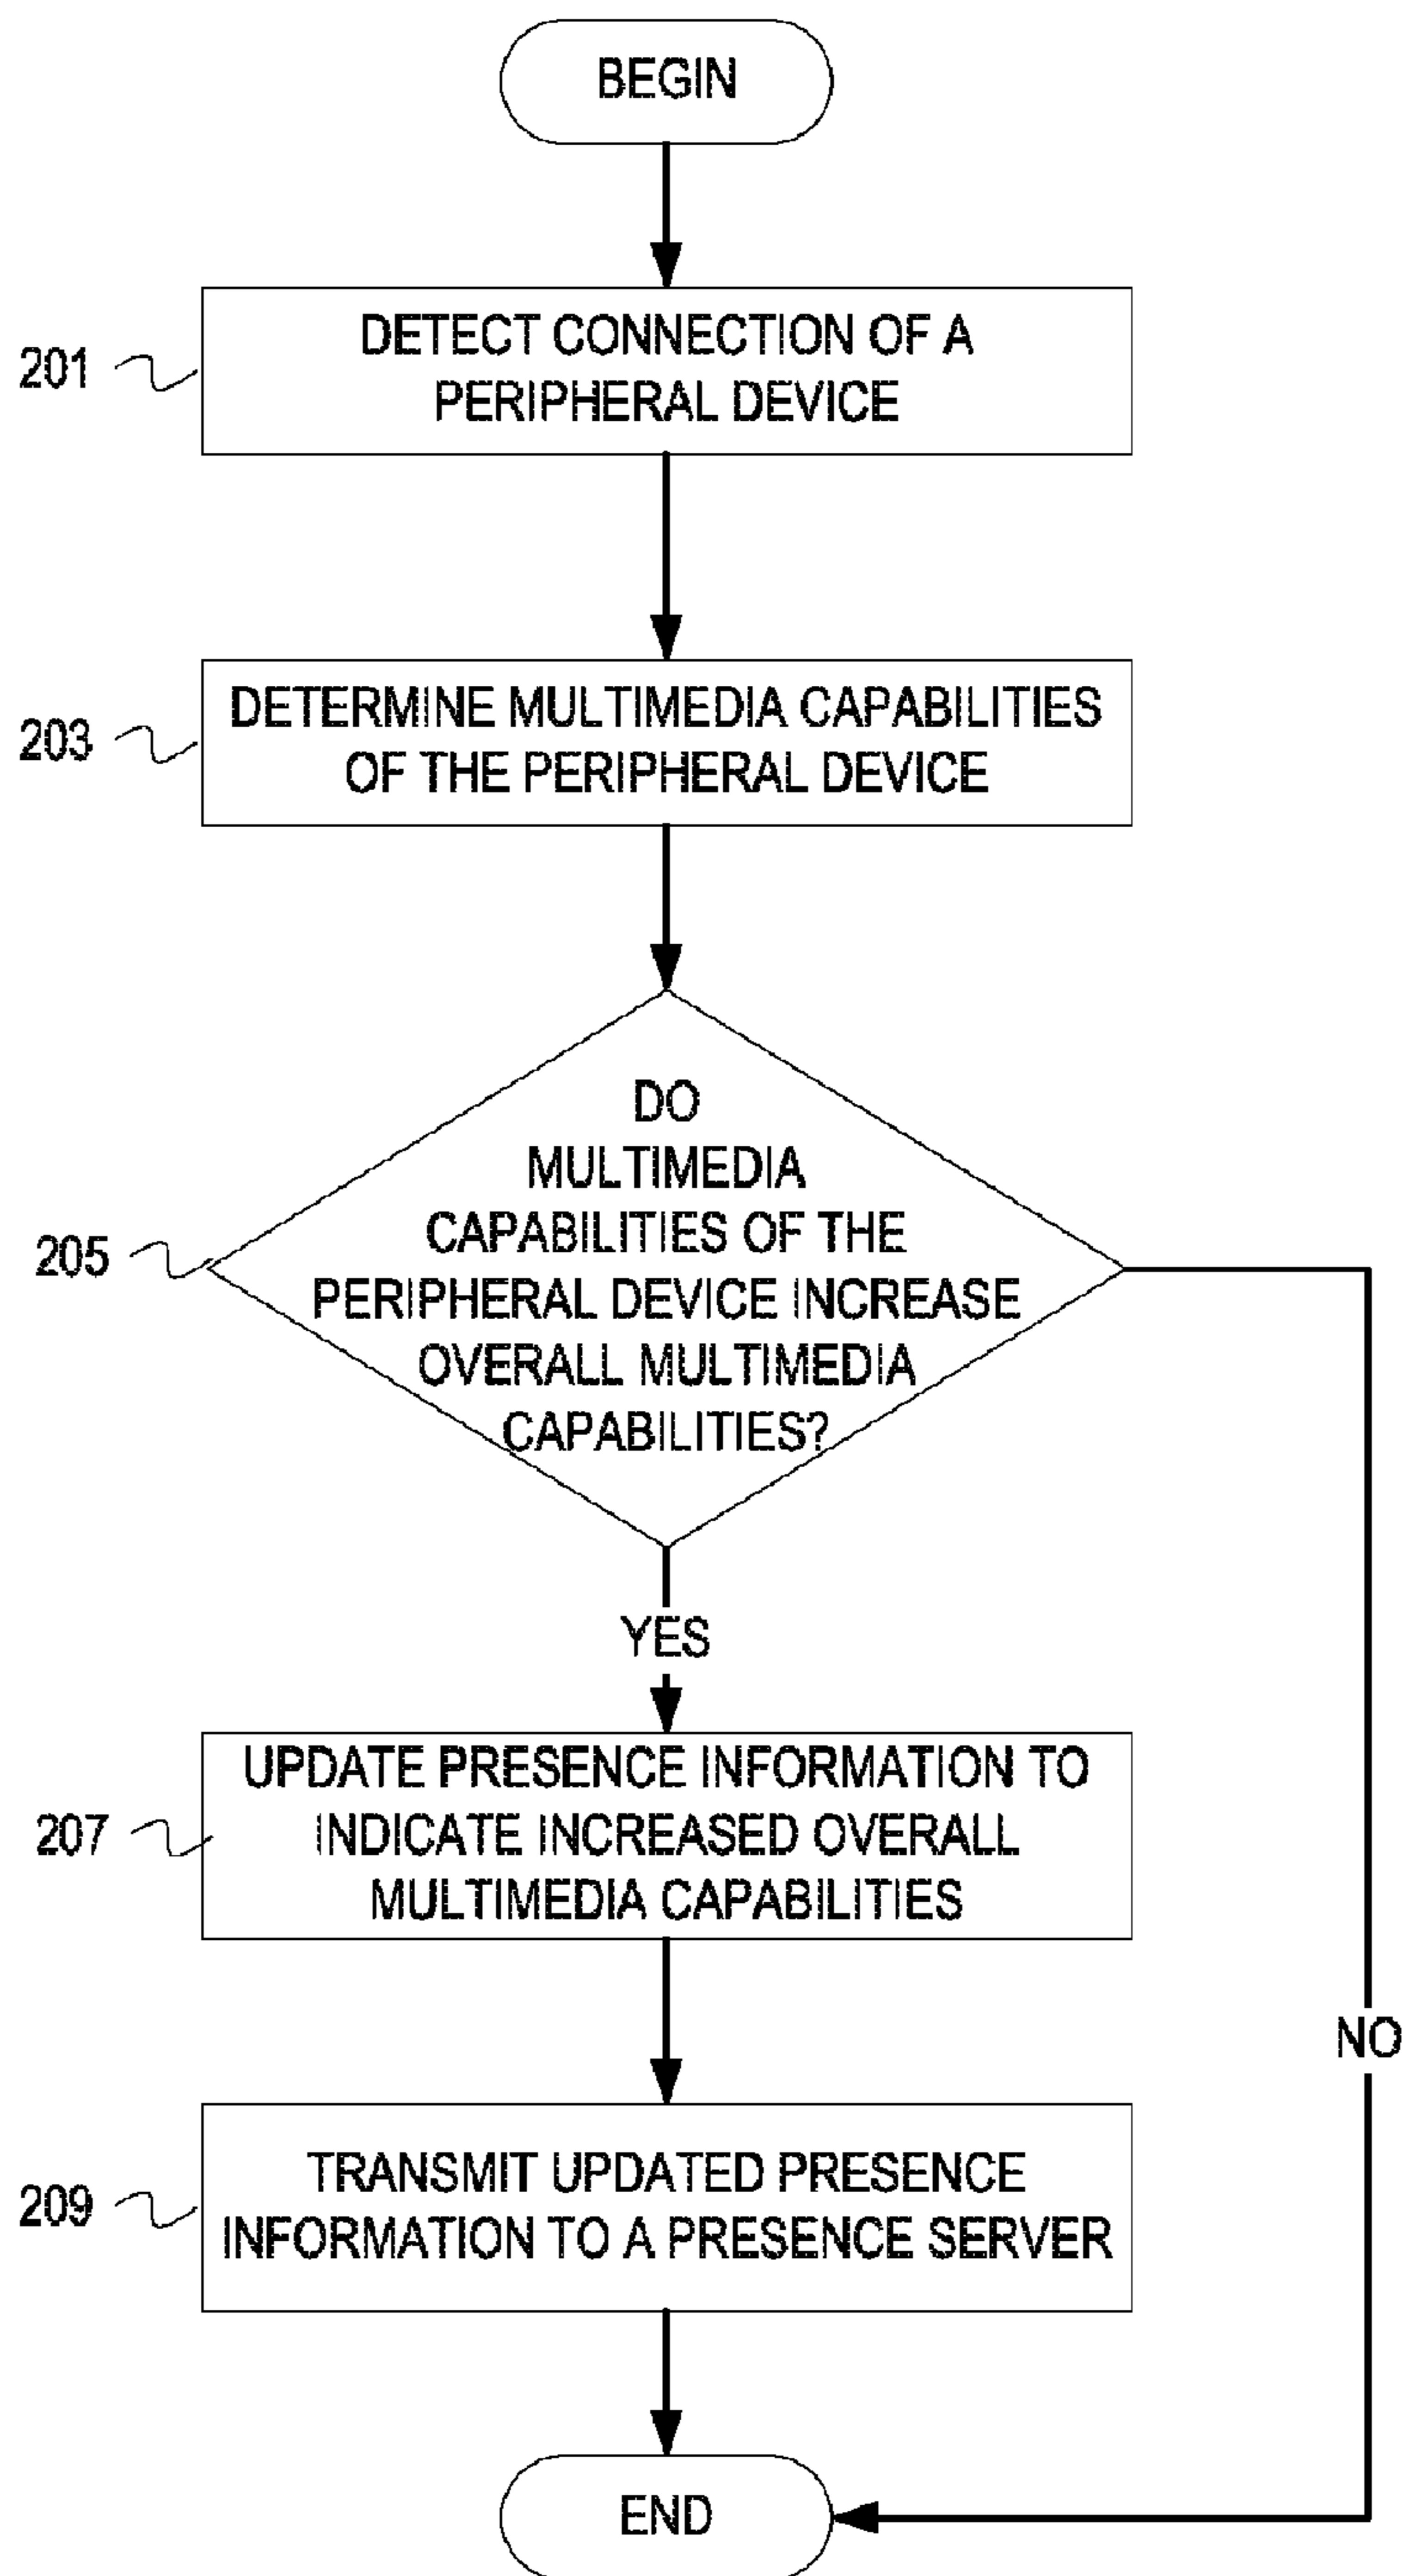 BEGIN
201
DETECT CONNECTION OF A
PERIPHERAL DEVICE
203
DETERMINE MULTIMEDIA CAPABILITIES
OF THE PERIPHERAL DEVICE
205
DO
MULTIMEDIA
CAPABILITIES OF THE
PERIPHERAL DEVICE INCREASE
OVERALL MULTIMEDIA
CAPABILITIES?
YES
207
UPDATE PRESENCE INFORMATION TO
INDICATE INCREASED OVERALL
MULTIMEDIA CAPABILITIES
NO
209
TRANSMIT UPDATED PRESENCE
INFORMATION TO A PRESENCE SERVER
END